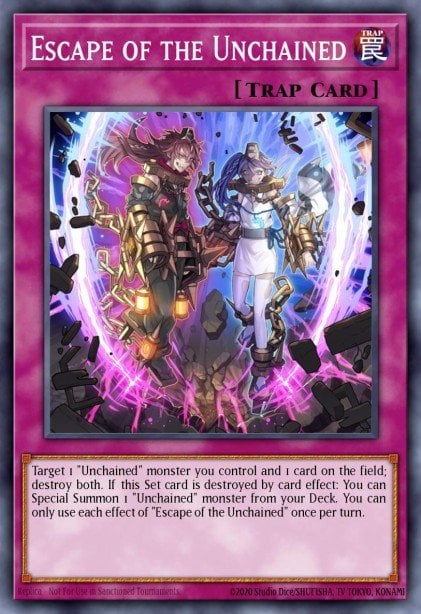 ESCAPE OF THE UNCHAINED
TRAP
罠
[TRAP CARD]
Target 1 "Unchained" monster you control and 1 card on the field;
destroy both. If this Set card is destroyed by card effect: You can
Special Summon 1 "Unchained" monster from your Deck. You can
only use each effect of "Escape of the Unchained" once per turn.
Replica - Not For Use in Sanctioned Tournaments
©2020 Studio Dice/SHUEISHA, TV TOKYO, KONAMI